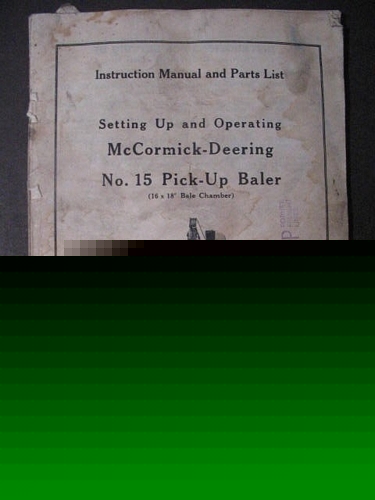 Instruction Manual and Parts List
Setting Up and Operating
McCormick-Deering
No. 15 Pick-Up Baler
(16 x 18" Bale Chamber)